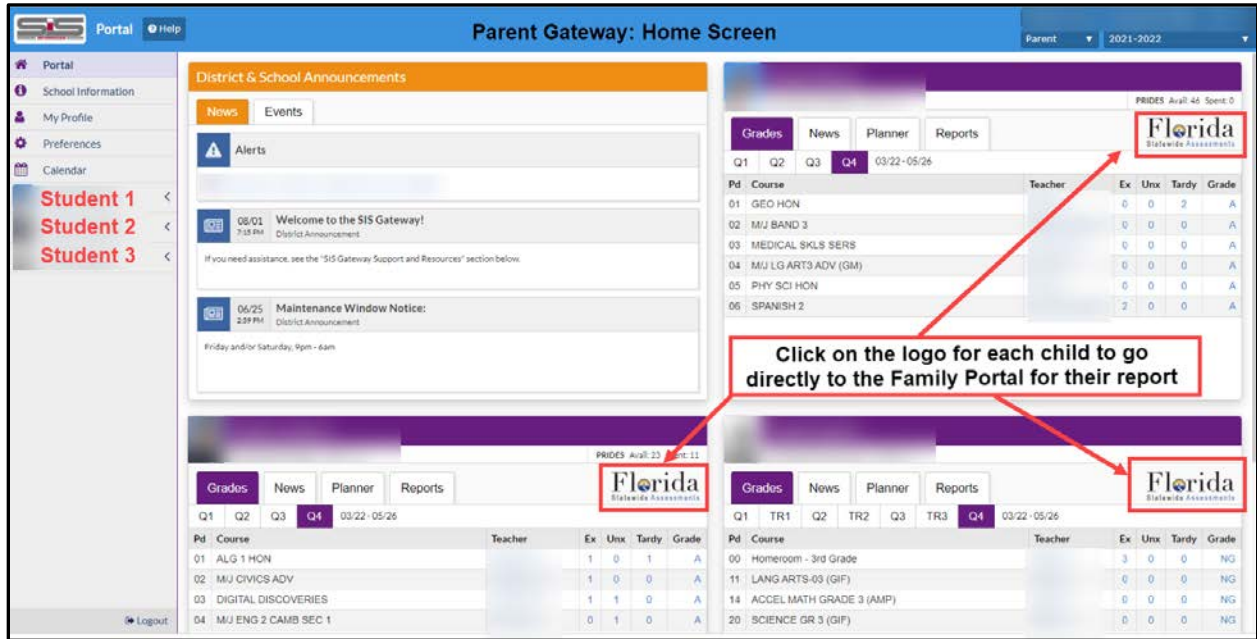 SiS Portal Help
Parent Gateway: Home Screen
Parent 2021-2022
Portal
School Information
My Profile
Preferences
Calendar
Student 1
Student 2
Student 3
Logout
District & School Announcements
News Events
Alerts
08/01 Welcome to the SIS Gateway!
7:15 PM District Announcement
If you need assistance, see the "SIS Gateway Support and Resources" section below.
06/25 Maintenance Window Notice:
2:59 PM District Announcement
Friday and/or Saturday, 9pm - 6am
PRIDES Avail: 46 Spent: 0
Grades News Planner Reports
Florida
Statewide Assessments
Q1 Q2 Q3 Q4 03/22 - 05/26
Pd Course Teacher Ex Unx Tardy Grade
01 GEO HON 0 0 2 A
02 M/J BAND 3 0 0 0 A
03 MEDICAL SKLS SERS 0 0 0 A
04 M/J LG ART3 ADV (GM) 0 0 0 A
05 PHY SCI HON 0 0 0 A
06 SPANISH 2 2 0 0 A
Click on the logo for each child to go
directly to the Family Portal for their report
PRIDES Avail: 23 11
Grades News Planner Reports
Florida
Statewide Assessments
Q1 Q2 Q3 Q4 03/22 - 05/26
Pd Course Teacher Ex Unx Tardy Grade
01 ALG 1 HON 1 0 1 A
02 M/J CIVICS ADV 1 0 0 A
03 DIGITAL DISCOVERIES 1 1 0 A
04 M/J ENG 2 CAMB SEC 1 0 1 0 A
Grades News Planner Reports
Florida
Statewide Assessments
Q1 TR1 Q2 TR2 Q3 TR3 Q4 03/22 - 05/26
Pd Course Teacher Ex Unx Tardy Grade
00 Homeroom - 3rd Grade 3 0 0 NG
11 LANG ARTS-03 (GIF) 0 0 0 NG
14 ACCEL MATH GRADE 3 (AMP) 0 0 0 NG
20 SCIENCE GR 3 (GIF) 0 0 0 NG